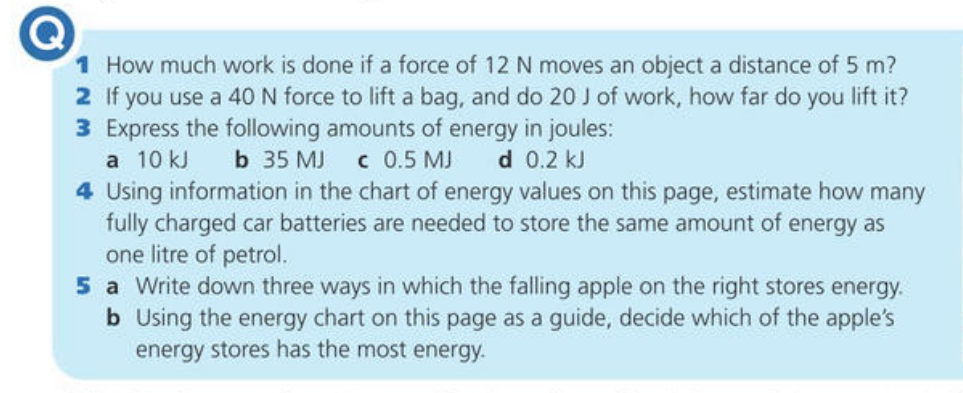 Q
1 How much work is done if a force of 12 N moves an object a distance of 5 m?
2 If you use a 40 N force to lift a bag, and do 20 J of work, how far do you lift it?
3 Express the following amounts of energy in joules:
a 10 kJ b 35 MJ c 0.5 MJ d 0.2 kJ
4 Using information in the chart of energy values on this page, estimate how many
fully charged car batteries are needed to store the same amount of energy as
one litre of petrol.
5 a Write down three ways in which the falling apple on the right stores energy.
b Using the energy chart on this page as a guide, decide which of the apple's
energy stores has the most energy.